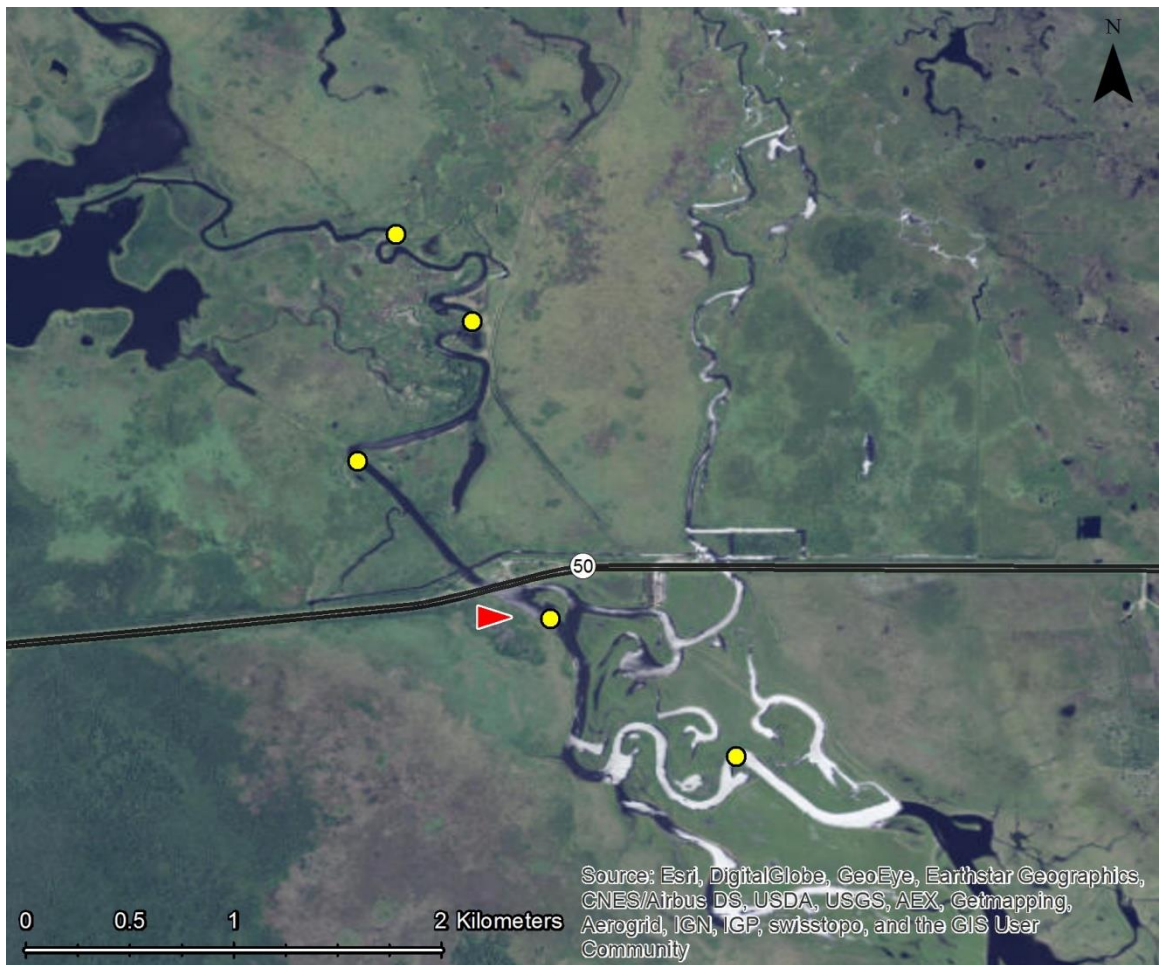 N
50
0 0.5 1 2 Kilometers
Source: Esri, DigitalGlobe, GeoEye, Earthstar Geographics,
CNES/Airbus DS, USDA, USGS, AEX, Getmapping,
Aerogrid, IGN, IGP, swisstopo, and the GIS User
Community